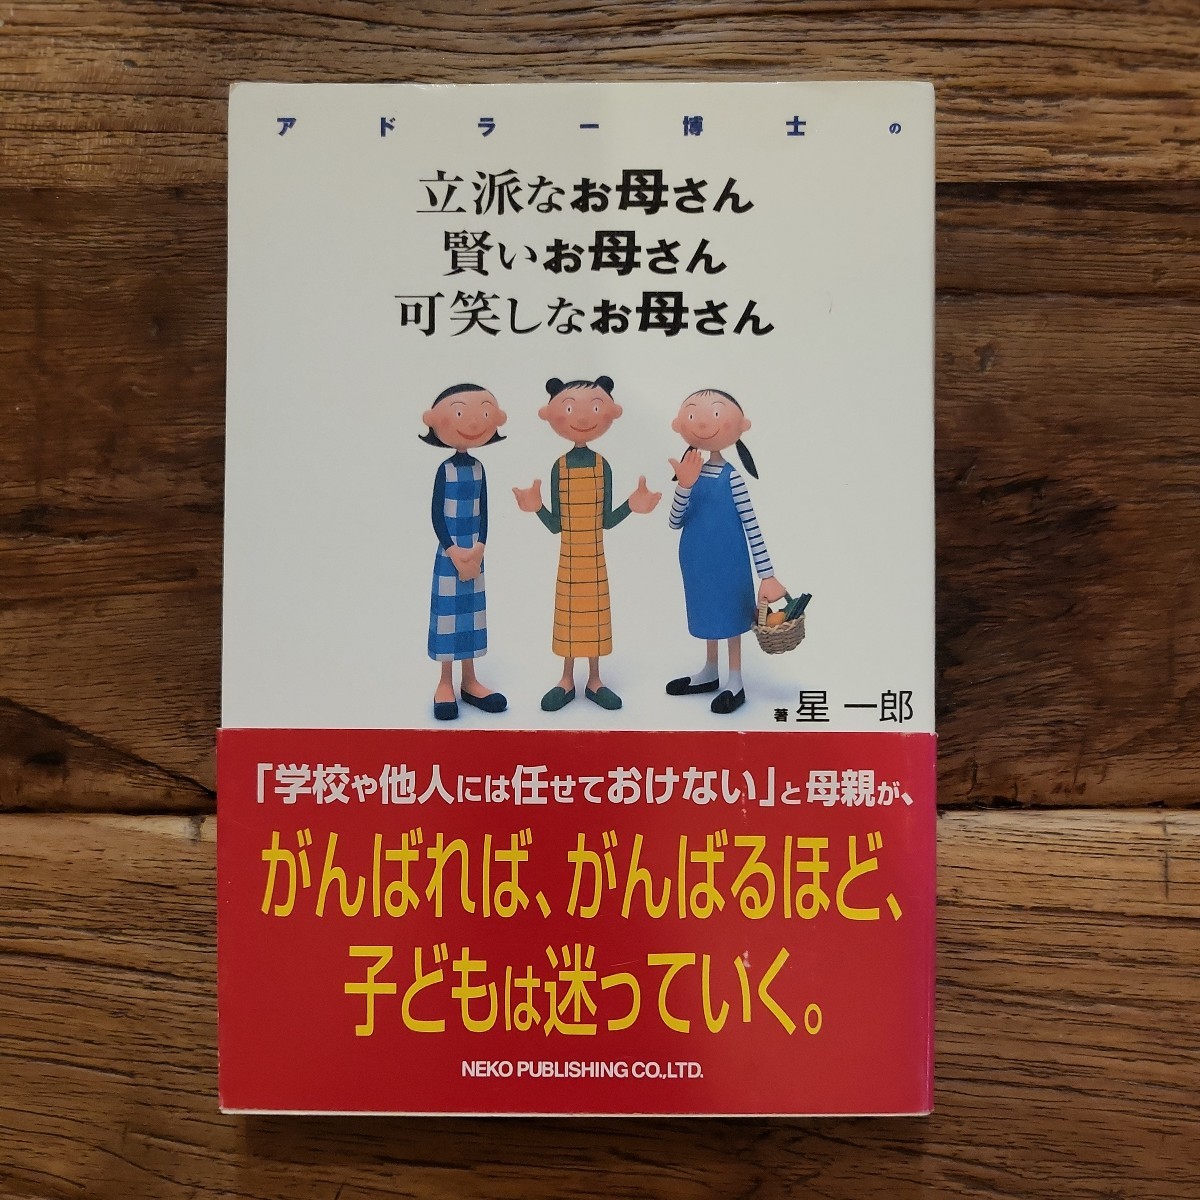 アドラー博士の
立派なお母さん
賢いお母さん
可笑しなお母さん
著 星 一郎
「学校や他人には任せておけない」と母親が、
がんばれば、がんばるほど、
子どもは迷っていく。
NEKO PUBLISHING CO.,LTD.